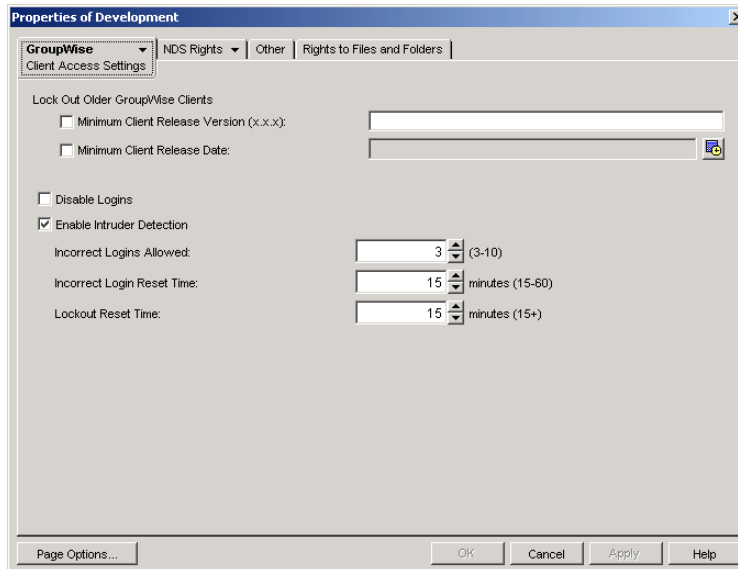 Properties of Development
GroupWise NDS Rights Other Rights to Files and Folders
Client Access Settings
Lock Out Older GroupWise Clients
Minimum Client Release Version (x.x.x):
Minimum Client Release Date:
Disable Logins
Enable Intruder Detection
Incorrect Logins Allowed: 3 (3-10)
Incorrect Login Reset Time: 15 minutes (15-60)
Lockout Reset Time: 15 minutes (15+)
Page Options... OK Cancel Apply Help